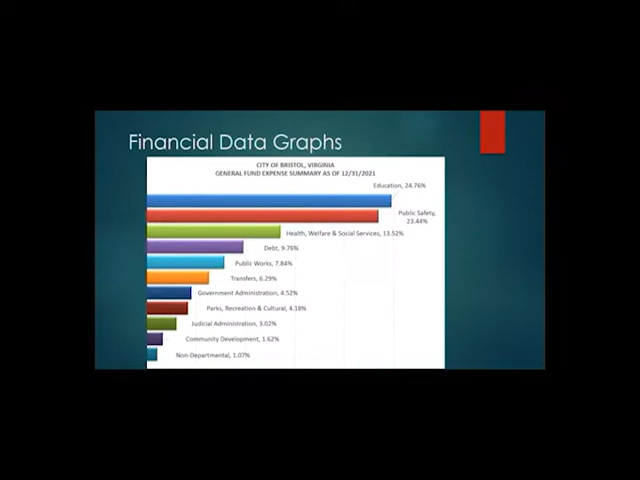 Financial Data Graphs
CITY OF BRISTOL, VIRGINIA
GENERAL FUND EXPENSE SUMMARY AS OF 12/31/2021
Education, 24.76%
Public Safety,
23.44%
Health, Welfare & Social Services, 13.52%
Debt, 9.76%
Public Works, 7.84%
Transfers, 6.29%
Government Administration, 4.52%
Parks, Recreation & Cultural, 4.18%
Judicial Administration, 3.02%
Community Development, 1.62%
Non-Departmental, 1.07%